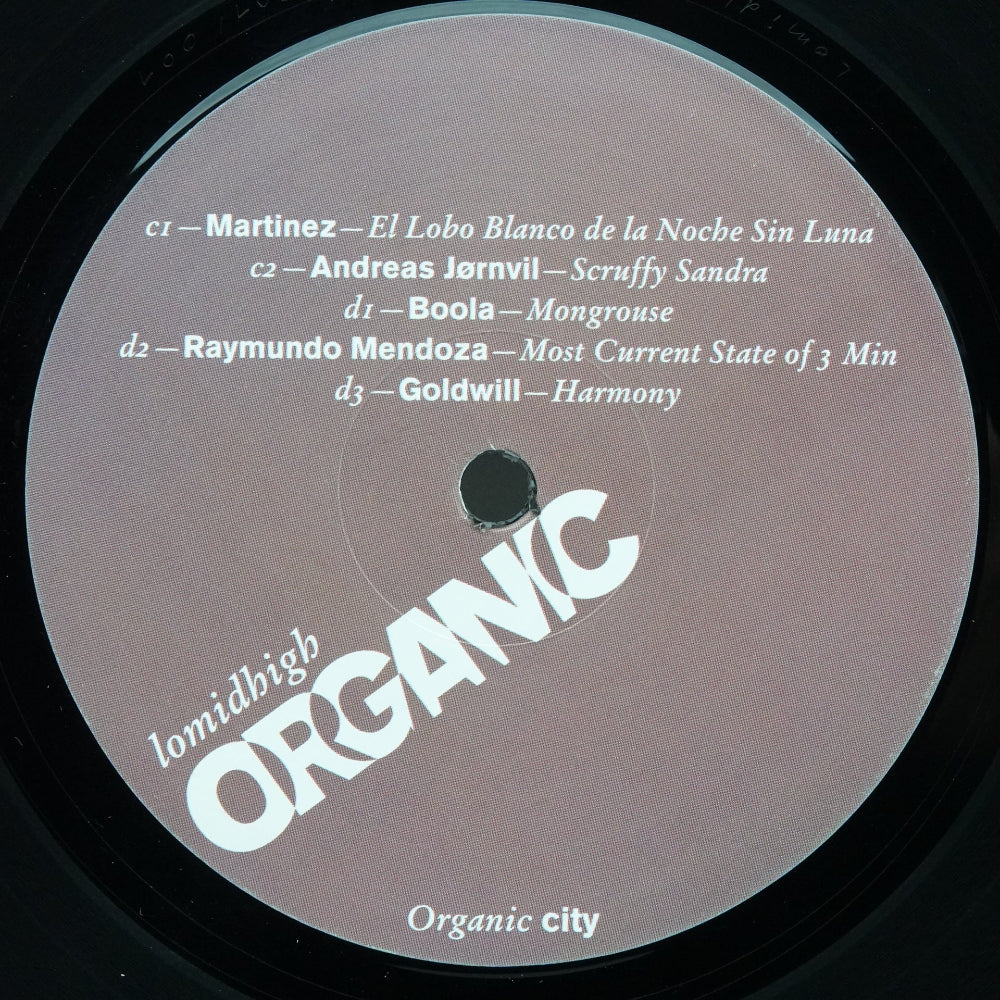 c1 — Martinez — El Lobo Blanco de la Noche Sin Luna
c2 — Andreas Jørnvil — Scruffy Sandra
d1 — Boola — Mongrouse
d2 — Raymundo Mendoza — Most Current State of 3 Min
d3 — Goldwill — Harmony
lomidhigh
ORGANIC
Organic city